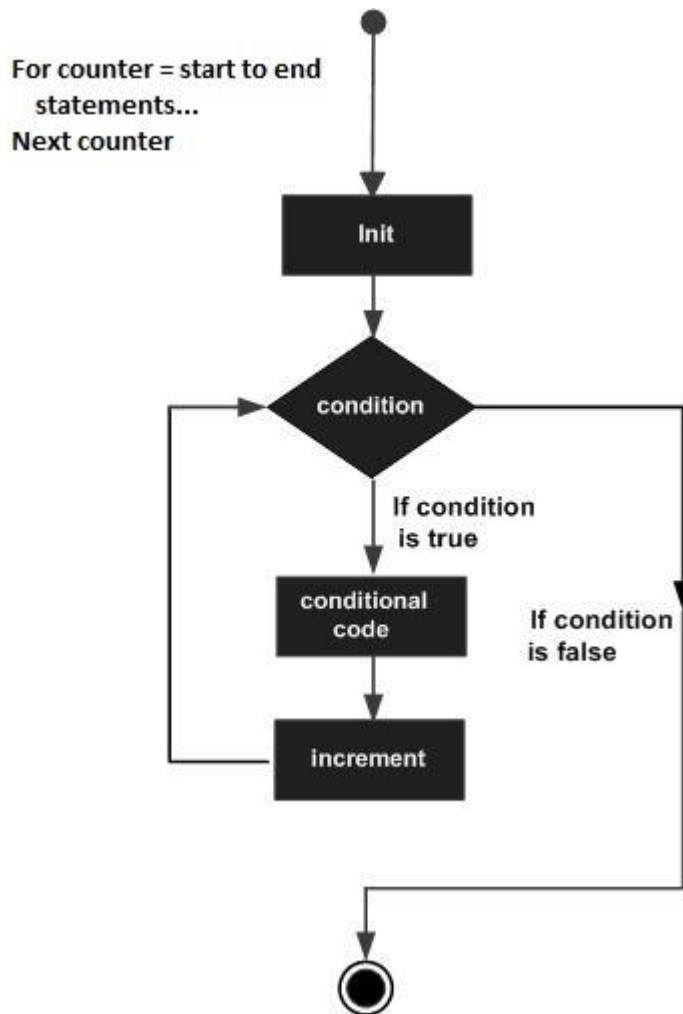 For counter = start to end
statements...
Next counter
Init
condition
If condition
is true
conditional
code
If condition
is false
increment